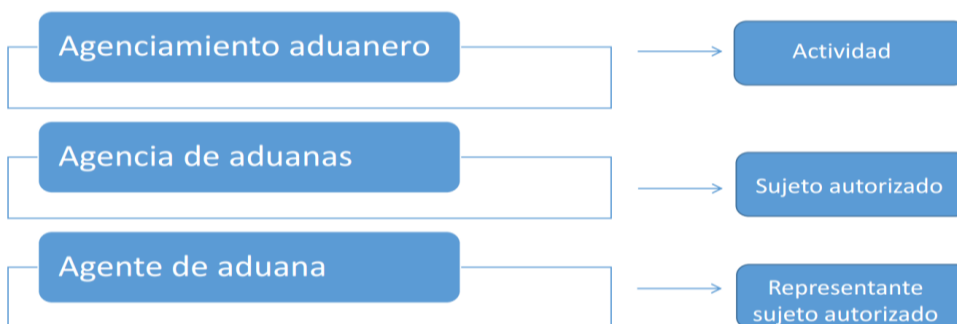 Agenciamiento aduanero
Actividad
Agencia de aduanas
Sujeto autorizado
Agente de aduana
Representante
sujeto autorizado